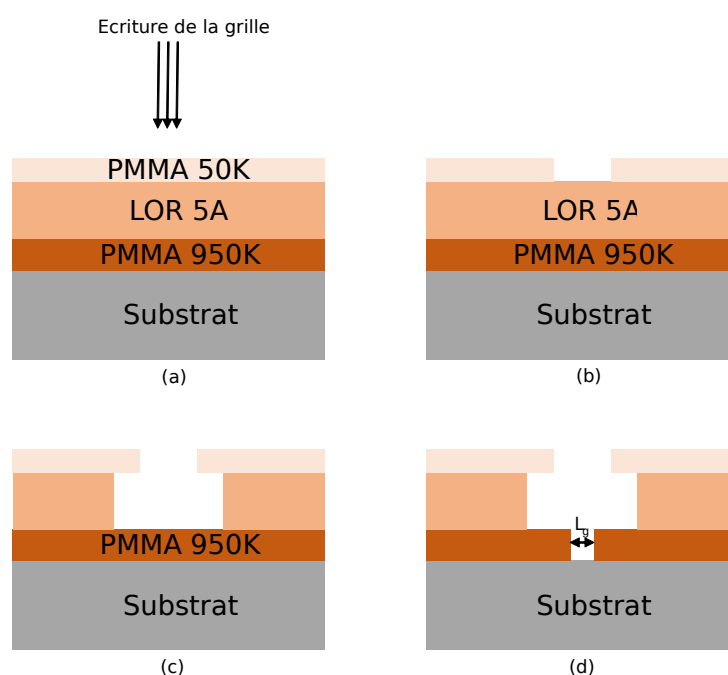 Ecriture de la grille
PMMA 50K
LOR 5A
PMMA 950K
Substrat
(a)
LOR 5A
PMMA 950K
Substrat
(b)
PMMA 950K
Substrat
(c)
Lg
Substrat
(d)